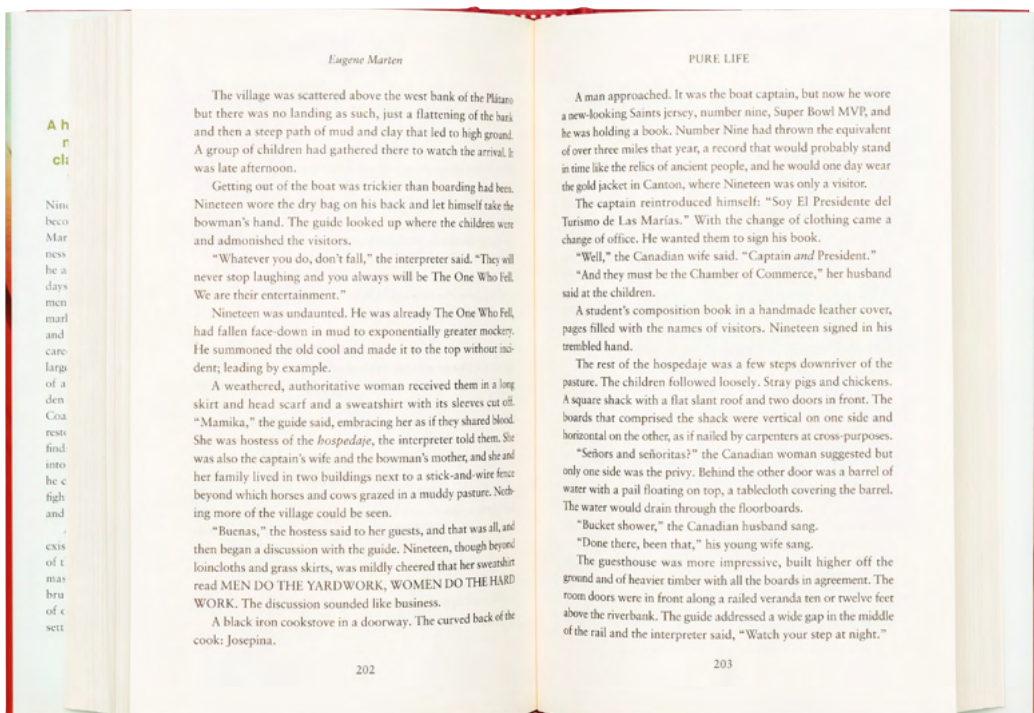 A h
cla
Nine
beco
Mar
ness
be a
days
men
marl
and
care
large
of a
den
Coa
resto
find
into
he c
figh
and
exis
of t
mas
bru
of c
sett
Eugene Marten
The village was scattered above the west bank of the Plátano
but there was no landing as such, just a flattening of the bank
and then a steep path of mud and clay that led to high ground.
A group of children had gathered there to watch the arrival. It
was late afternoon.
Getting out of the boat was trickier than boarding had been.
Nineteen wore the dry bag on his back and let himself take the
bowman's hand. The guide looked up where the children were
and admonished the visitors.
"Whatever you do, don't fall," the interpreter said. "They will
never stop laughing and you always will be The One Who Fell.
We are their entertainment."
Nineteen was undaunted. He was already The One Who Fell,
had fallen face-down in mud to exponentially greater mockery.
He summoned the old cool and made it to the top without inci-
dent; leading by example.
A weathered, authoritative woman received them in a long
skirt and head scarf and a sweatshirt with its sleeves cut off.
"Mamika," the guide said, embracing her as if they shared blood.
She was hostess of the hospedaje, the interpreter told them. She
was also the captain's wife and the bowman's mother, and she and
her family lived in two buildings next to a stick-and-wire fence
beyond which horses and cows grazed in a muddy pasture. Noth-
ing more of the village could be seen.
"Buenas," the hostess said to her guests, and that was all, and
then began a discussion with the guide. Nineteen, though beyond
loincloths and grass skirts, was mildly cheered that her sweatshirt
read MEN DO THE YARDWORK, WOMEN DO THE HARD
WORK. The discussion sounded like business.
A black iron cookstove in a doorway. The curved back of the
cook: Josepina.
202
PURE LIFE
A man approached. It was the boat captain, but now he wore
a new-looking Saints jersey, number nine, Super Bowl MVP, and
he was holding a book. Number Nine had thrown the equivalent
of over three miles that year, a record that would probably stand
in time like the relics of ancient people, and he would one day wear
the gold jacket in Canton, where Nineteen was only a visitor.
The captain reintroduced himself: "Soy El Presidente del
Turismo de Las Marías." With the change of clothing came a
change of office. He wanted them to sign his book.
"Well," the Canadian wife said. "Captain and President."
"And they must be the Chamber of Commerce," her husband
said at the children.
A student's composition book in a handmade leather cover,
pages filled with the names of visitors. Nineteen signed in his
trembled hand.
The rest of the hospedaje was a few steps downriver of the
pasture. The children followed loosely. Stray pigs and chickens.
A square shack with a flat slant roof and two doors in front. The
boards that comprised the shack were vertical on one side and
horizontal on the other, as if nailed by carpenters at cross-purposes.
"Señors and señoritas?" the Canadian woman suggested but
only one side was the privy. Behind the other door was a barrel of
water with a pail floating on top, a tablecloth covering the barrel.
The water would drain through the floorboards.
"Bucket shower," the Canadian husband sang.
"Done there, been that," his young wife sang.
The guesthouse was more impressive, built higher off the
ground and of heavier timber with all the boards in agreement. The
room doors were in front along a railed veranda ten or twelve feet
above the riverbank. The guide addressed a wide gap in the middle
of the rail and the interpreter said, "Watch your step at night."
203